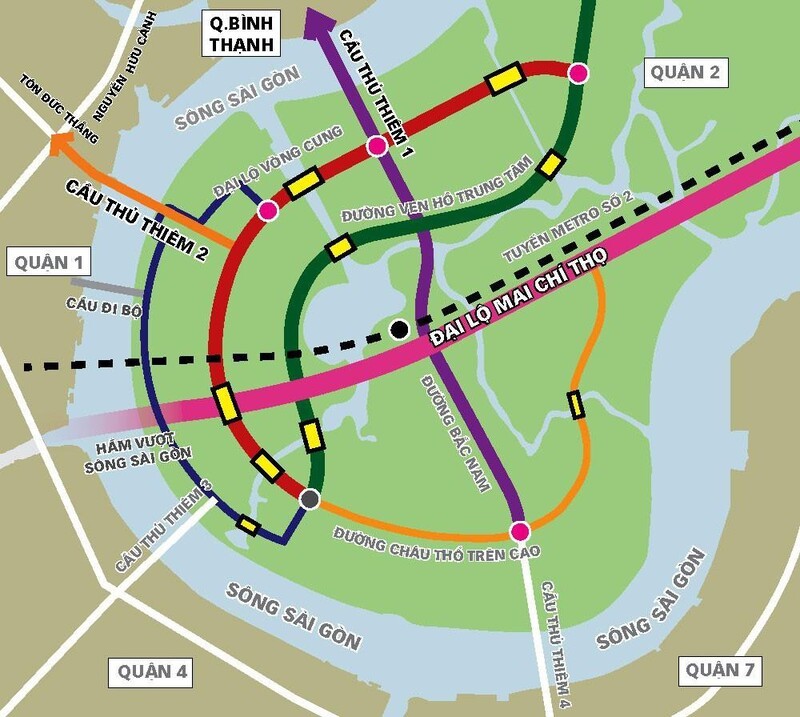 Q.BÌNH
THẠNH
CẦU THỦ THIÊM 1
NGUYỄN HỮU CẢNH
TÔN ĐỨC THẮNG
SÔNG SÀI GÒN
QUẬN 2
ĐẠI LỘ VÒNG CUNG
ĐƯỜNG VEN HỒ TRUNG TÂM
CẦU THỦ THIÊM 2
TUYẾN METRO SỐ 2
QUẬN 1
CẦU ĐI BỘ
ĐẠI LỘ MAI CHÍ THỌ
HẦM VƯỢT
SÔNG SÀI GÒN
ĐƯỜNG BẮC NAM
CẦU THỦ THIÊM 3
ĐƯỜNG CHÂU THỔ TRÊN CAO
SÔNG SÀI GÒN
SÔNG SÀI GÒN
CẦU THỦ THIÊM 4
QUẬN 4
QUẬN 7